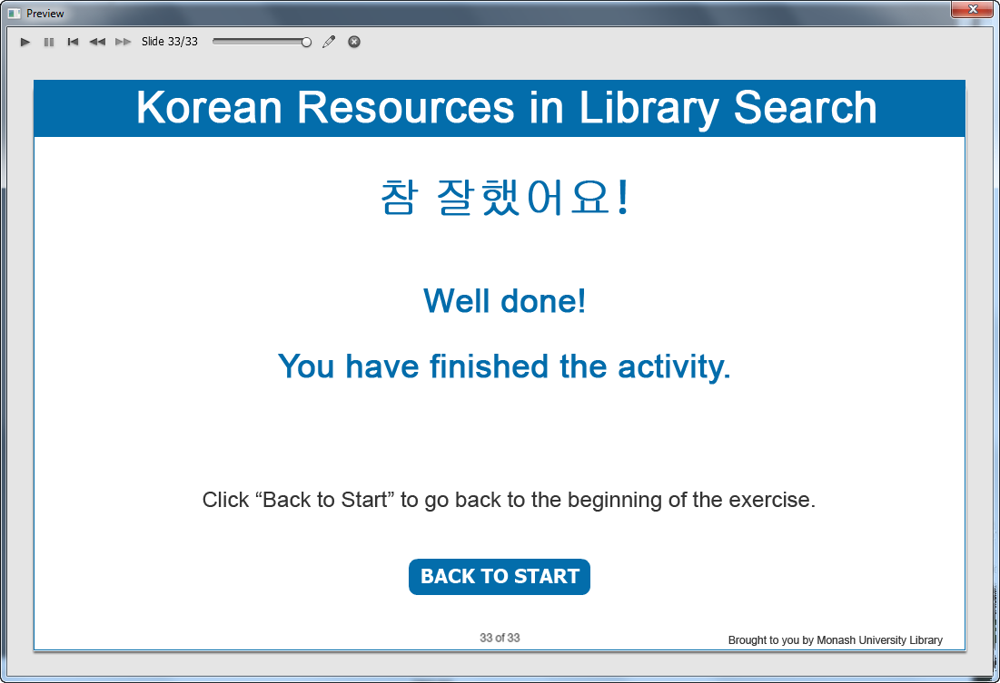 Preview
Slide 33/33
Korean Resources in Library Search
참 잘했어요!
Well done!
You have finished the activity.
Click “Back to Start” to go back to the beginning of the exercise.
BACK TO START
33 of 33
Brought to you by Monash University Library